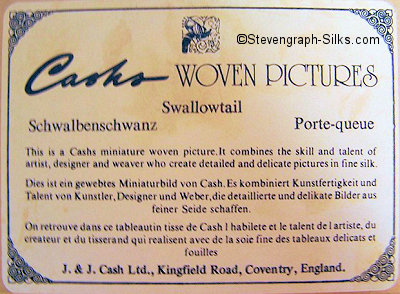 ©Stevengraph-Silks.com
Cashs WOVEN PICTURES
Swallowtail
Schwalbenschwanz Porte-queue
This is a Cashs miniature woven picture.It combines the skill and talent of
artist, designer and weaver who create detailed and delicate pictures in fine silk.
Dies ist ein gewebtes Miniaturbild von Cash. Es kombiniert Kunstfertigkeit und
Talent von Kunstler, Designer und Weber, die detaillierte und delikate Bilder aus
feiner Seide schaffen.
On retrouve dans ce tableautin tisse de Cash l habilete et le talent de l artiste, du
createur et du tisserand qui realisent avec de la soie fine des tableaux delicats et
fouilles
J. & J. Cash Ltd., Kingfield Road, Coventry, England.